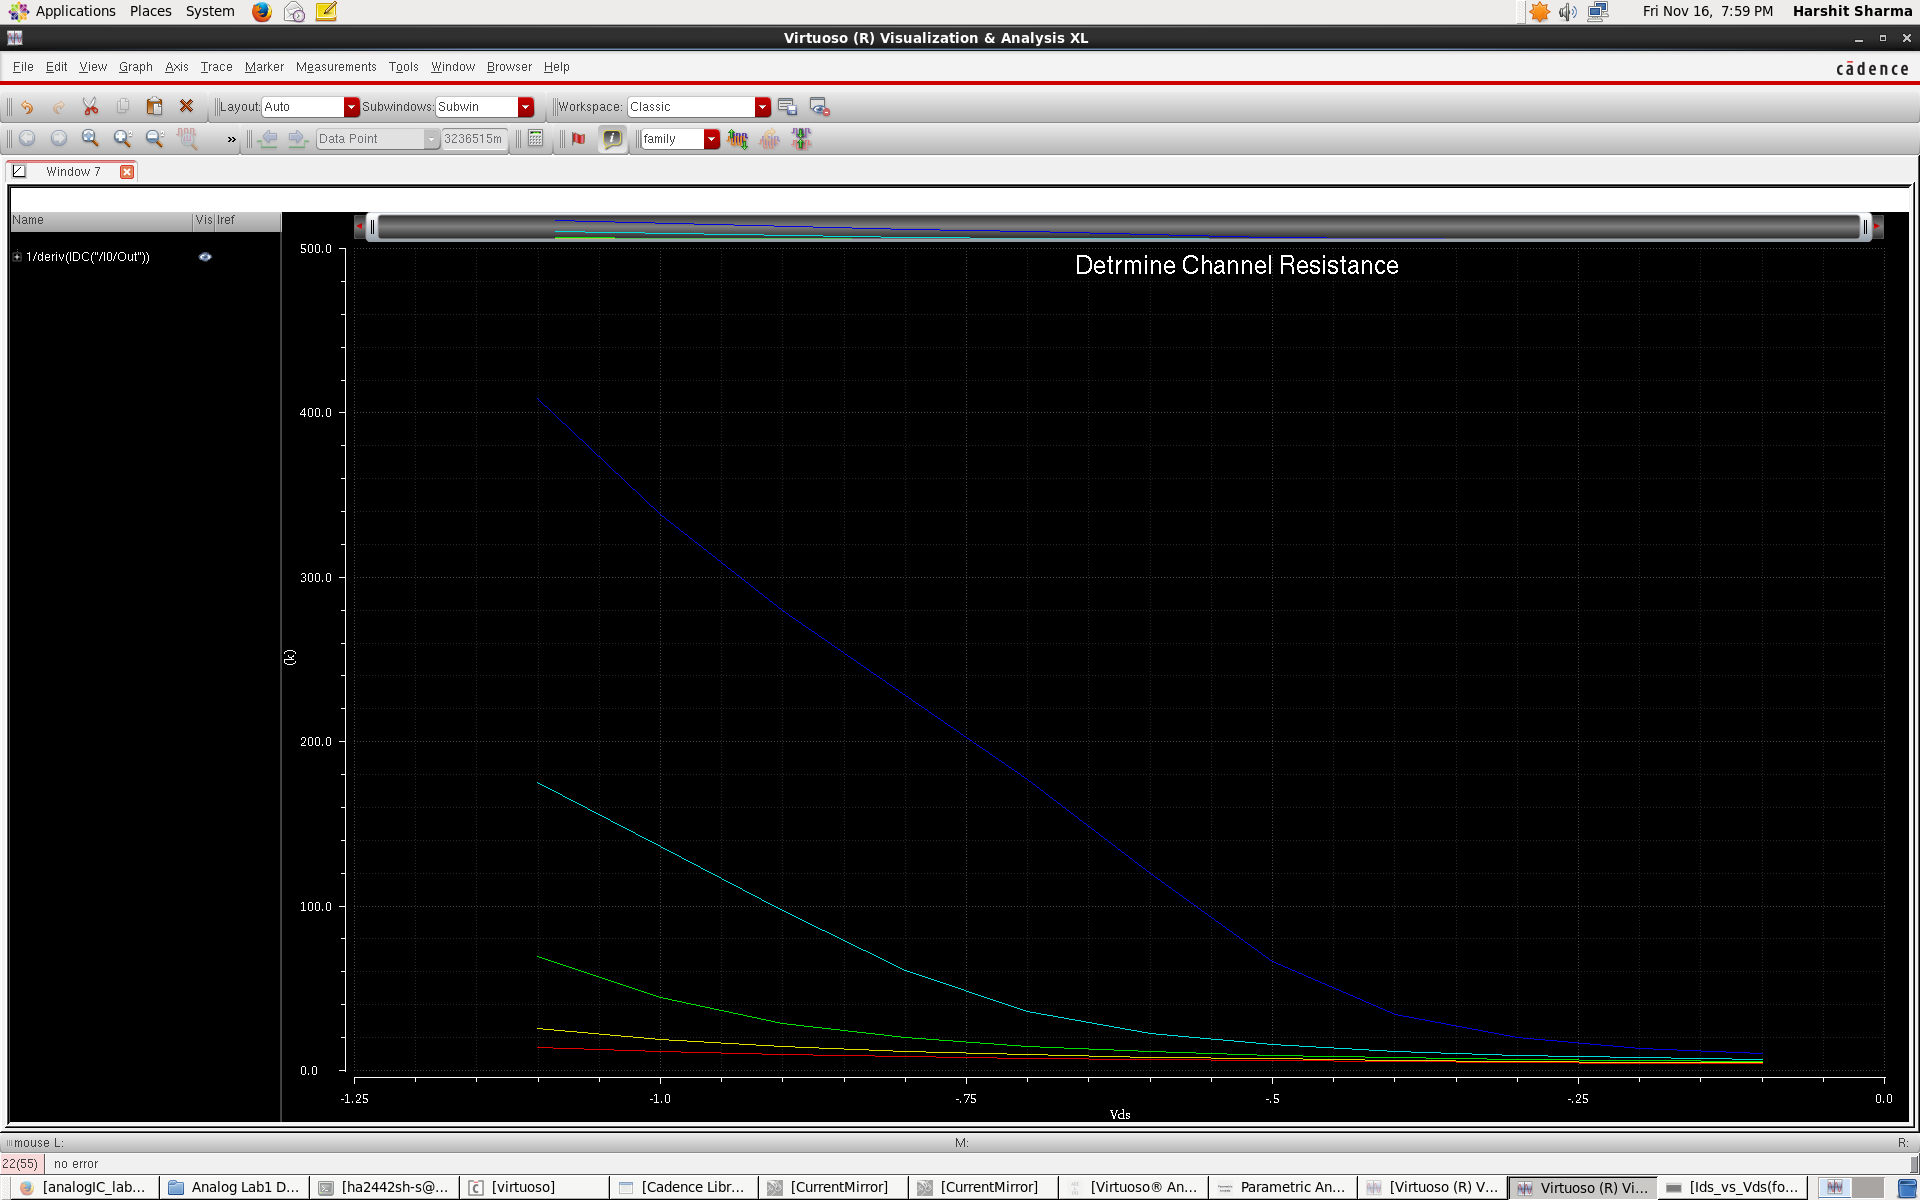 Applications Places System Fri Nov 16, 7:59 PM Harshit Sharma
Virtuoso (R) Visualization & Analysis XL
File Edit View Graph Axis Trace Marker Measurements Tools Window Browser Help cādence
Layout: Auto Subwindows: Subwin Workspace: Classic
» Data Point 3236515m family
Window 7
Name Vis Iref
1/deriv(IDC("/I0/Out"))
Detrmine Channel Resistance
500.0
400.0
300.0
(k)
200.0
100.0
0.0
-1.25 -1.0 -.75 -.5 -.25 0.0
Vds
mouse L: M: R:
22(55) no error
[analogIC_lab... Analog Lab1 D... [ha2442sh-s@... [virtuoso] [Cadence Libr... [CurrentMirror] [CurrentMirror] [Virtuoso® An... Parametric An... [Virtuoso (R) V... Virtuoso (R) Vi... [Ids_vs_Vds(fo...